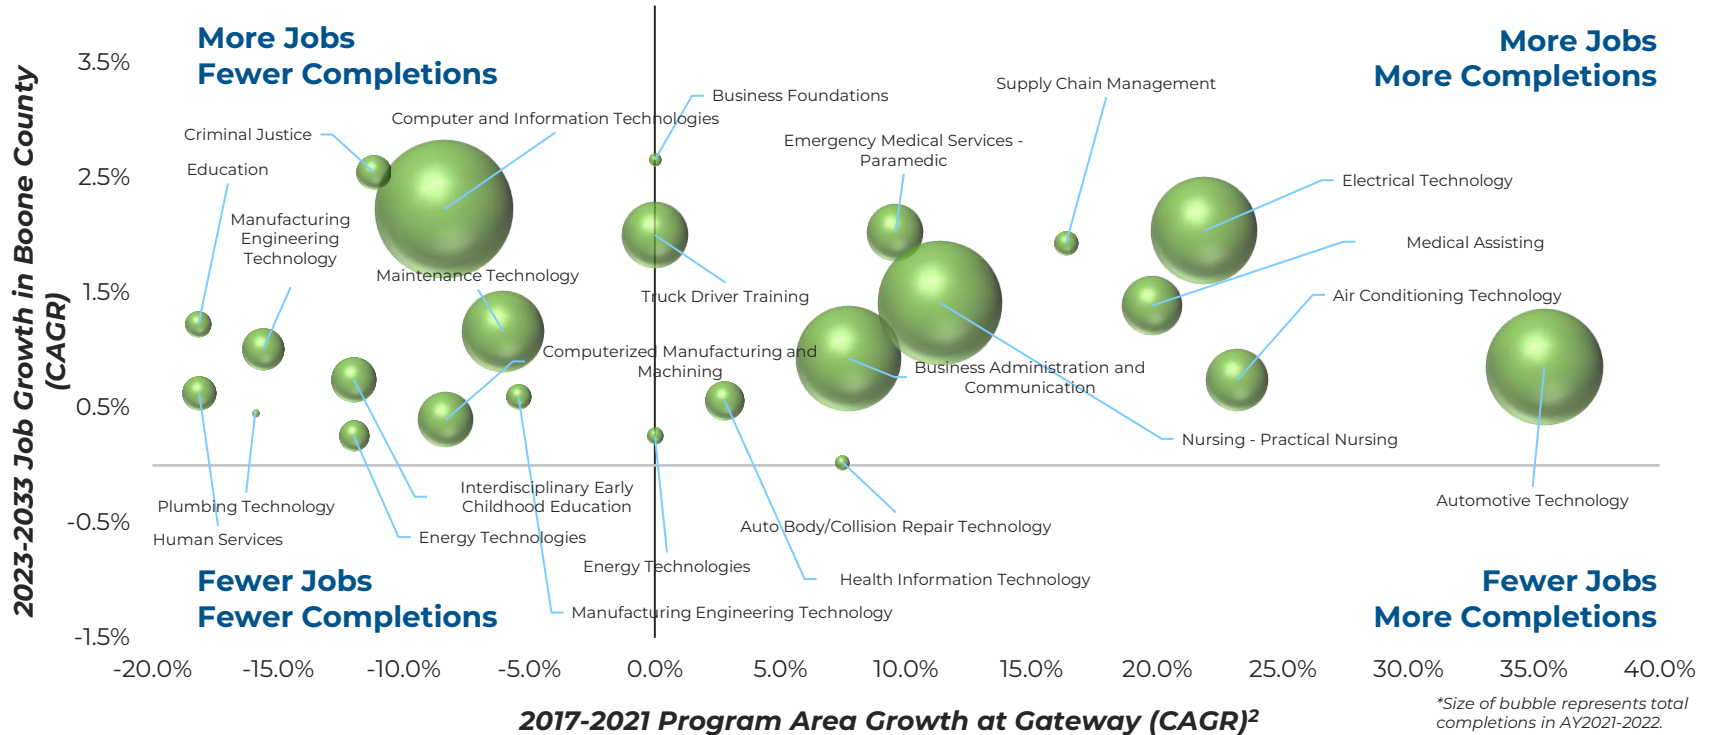 More Jobs
Fewer Completions
More Jobs
More Completions
2023-2033 Job Growth in Boone County
(CAGR)
3.5%
2.5%
1.5%
0.5%
-0.5%
-1.5%
Supply Chain Management
Business Foundations
Computer and Information Technologies
Criminal Justice
Emergency Medical Services -
Paramedic
Education
Electrical Technology
Manufacturing
Engineering
Technology
Medical Assisting
Maintenance Technology
Truck Driver Training
Air Conditioning Technology
Computerized Manufacturing and
Machining
Business Administration and
Communication
Nursing - Practical Nursing
Interdisciplinary Early
Childhood Education
Automotive Technology
Plumbing Technology
Auto Body/Collision Repair Technology
Human Services
Energy Technologies
Energy Technologies
Health Information Technology
Manufacturing Engineering Technology
Fewer Jobs
Fewer Completions
Fewer Jobs
More Completions
-20.0%
-15.0%
-10.0%
-5.0%
0.0%
5.0%
10.0%
15.0%
20.0%
25.0%
30.0%
35.0%
40.0%
2017-2021 Program Area Growth at Gateway (CAGR)²
*Size of bubble represents total
completions in AY2021-2022.